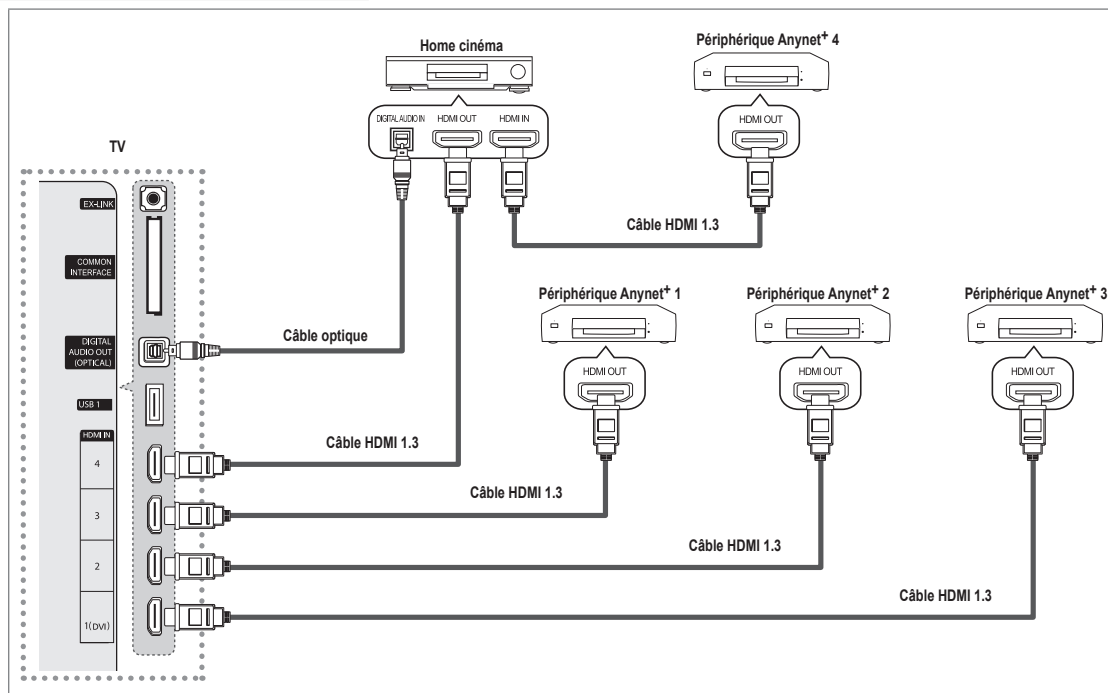 Home cinéma
Périphérique Anynet+ 4
DIGITAL AUDIO IN
HDMI OUT
HDMI IN
HDMI OUT
TV
EX-LINK
Câble HDMI 1.3
COMMON
INTERFACE
Périphérique Anynet+ 1
Périphérique Anynet+ 2
Périphérique Anynet+ 3
Câble optique
DIGITAL
AUDIO OUT
(OPTICAL)
HDMI OUT
HDMI OUT
HDMI OUT
USB 1
HDMI IN
Câble HDMI 1.3
4
Câble HDMI 1.3
3
Câble HDMI 1.3
2
Câble HDMI 1.3
1(DVI)